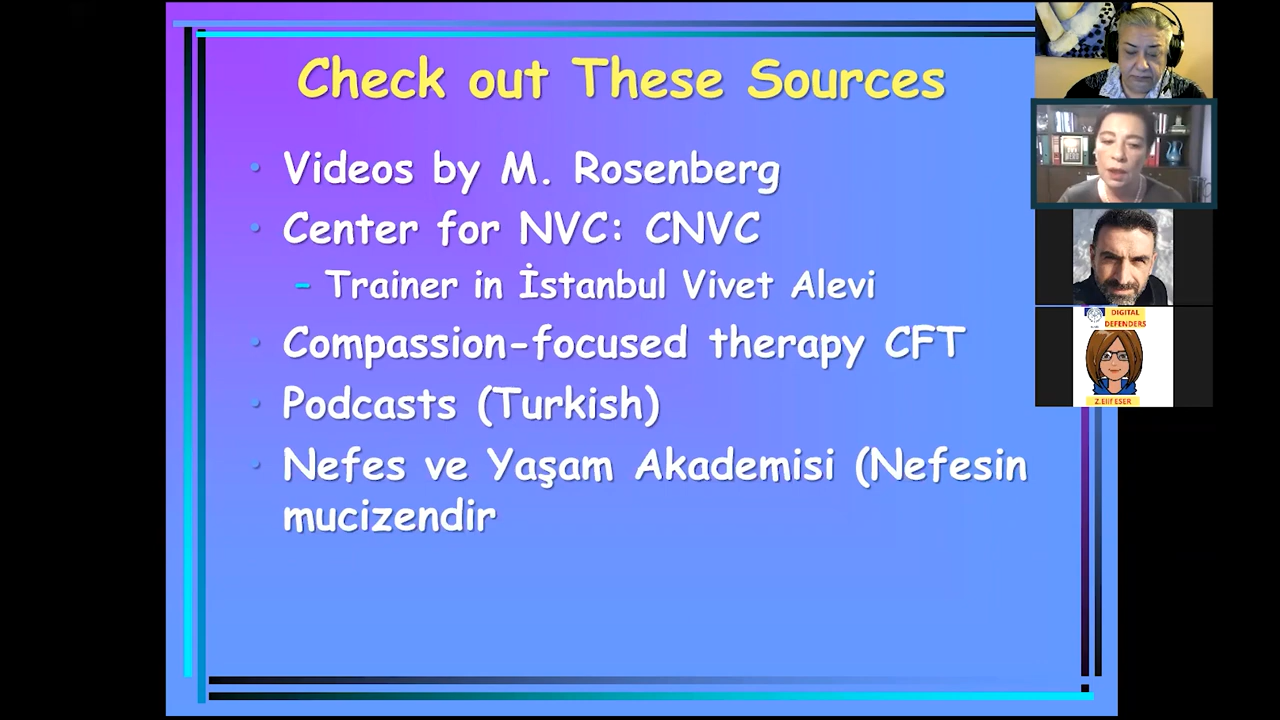 Check out These Sources
Videos by M. Rosenberg
Center for NVC: CNVC
– Trainer in İstanbul Vivet Alevi
Compassion-focused therapy CFT
Podcasts (Turkish)
Nefes ve Yaşam Akademisi (Nefesin
mucizendir
DIGITAL
DEFENDERS
Z.Elif ESER